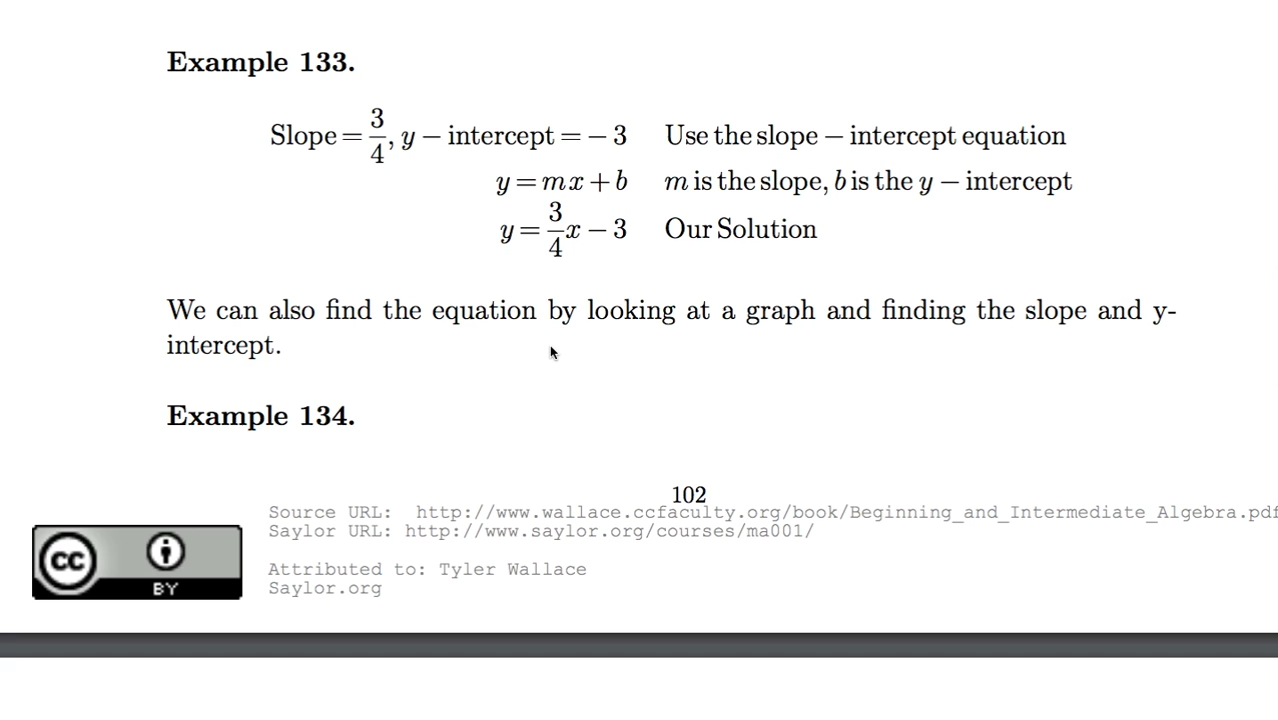 Example 133.
Slope = 3/4, y − intercept = − 3 Use the slope − intercept equation
y = mx + b m is the slope, b is the y − intercept
y = 3/4 x − 3 Our Solution
We can also find the equation by looking at a graph and finding the slope and y-
intercept.
Example 134.
102
Source URL: http://www.wallace.ccfaculty.org/book/Beginning_and_Intermediate_Algebra.pdf
Saylor URL: http://www.saylor.org/courses/ma001/
Attributed to: Tyler Wallace
Saylor.org
cc
BY